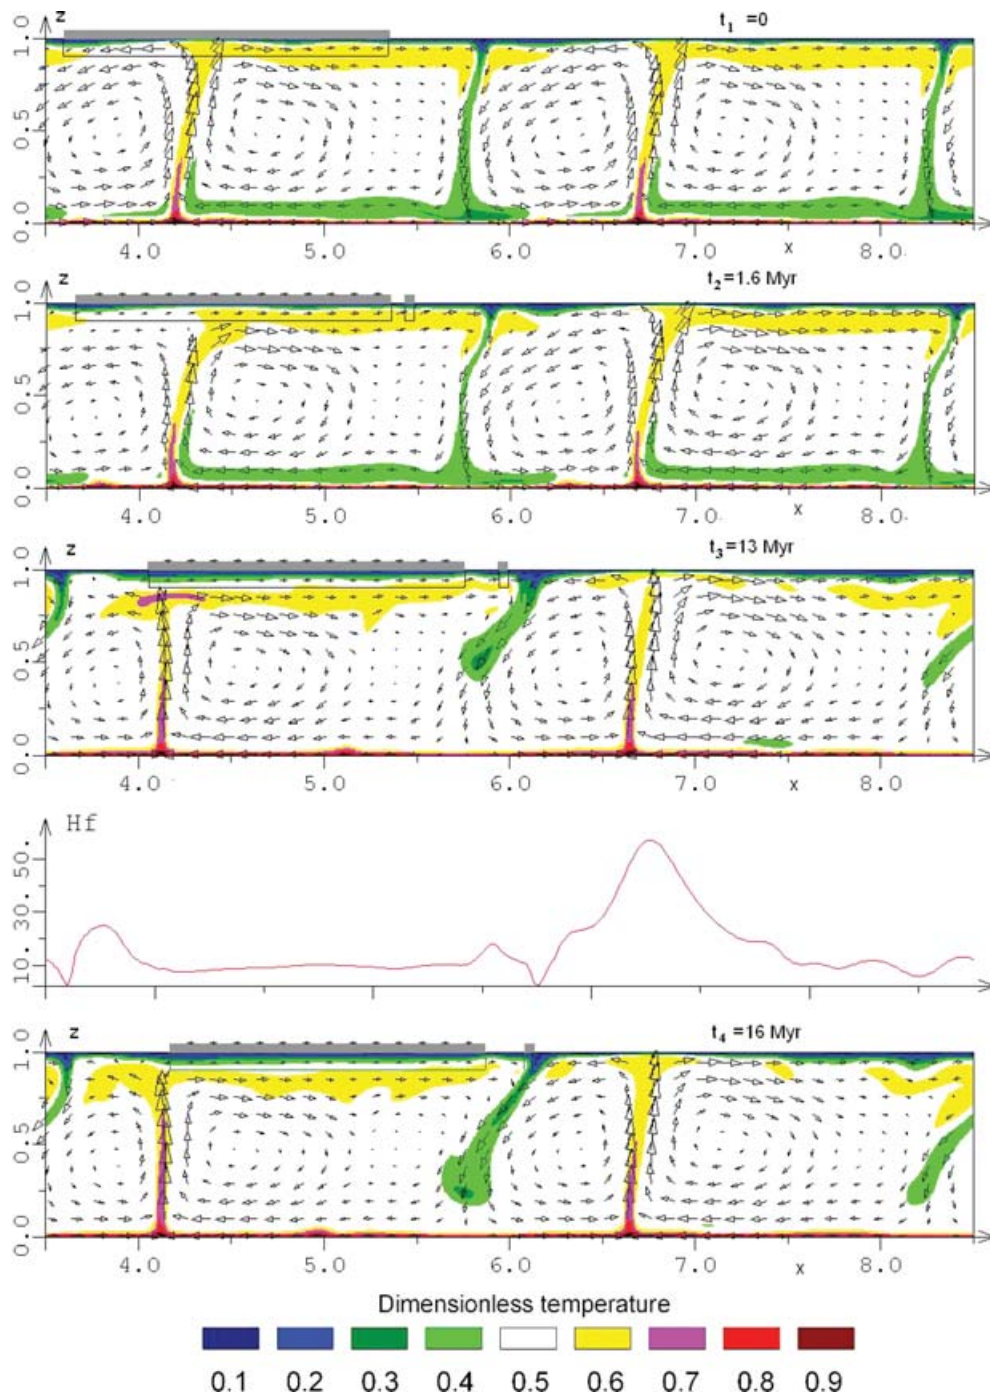 z
t1 =0
1.0
0.5
0.0
4.0 5.0 6.0 7.0 x 8.0
z
t2=1.6 Myr
1.0
0.5
0.0
4.0 5.0 6.0 7.0 x 8.0
z
t3=13 Myr
1.0
0.5
0.0
4.0 5.0 6.0 7.0 x 8.0
Hf
50.
30.
10.
z
t4 =16 Myr
1.0
0.5
0.0
4.0 5.0 6.0 7.0 x 8.0
Dimensionless temperature
0.1 0.2 0.3 0.4 0.5 0.6 0.7 0.8 0.9